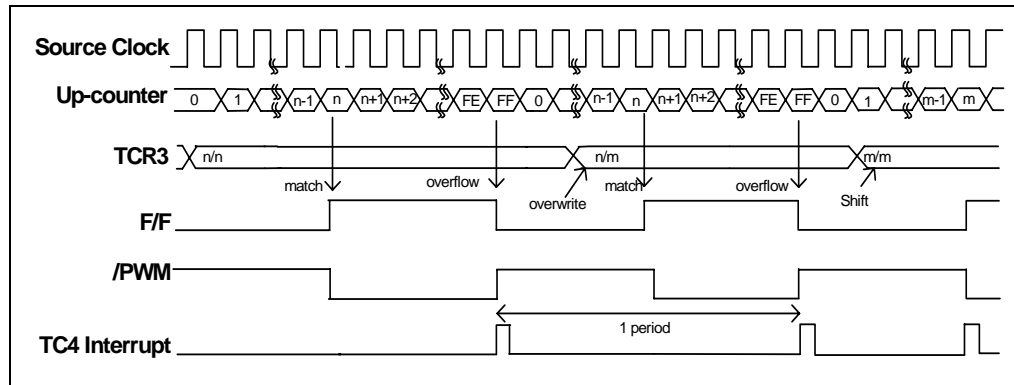 Source Clock
Up-counter 0 1 n-1 n n+1 n+2 FE FF 0 n-1 n n+1 n+2 FE FF 0 1 m-1 m
TCR3 n/n n/m m/m
match overflow overwrite match overflow Shift
F/F
/PWM
1 period
TC4 Interrupt